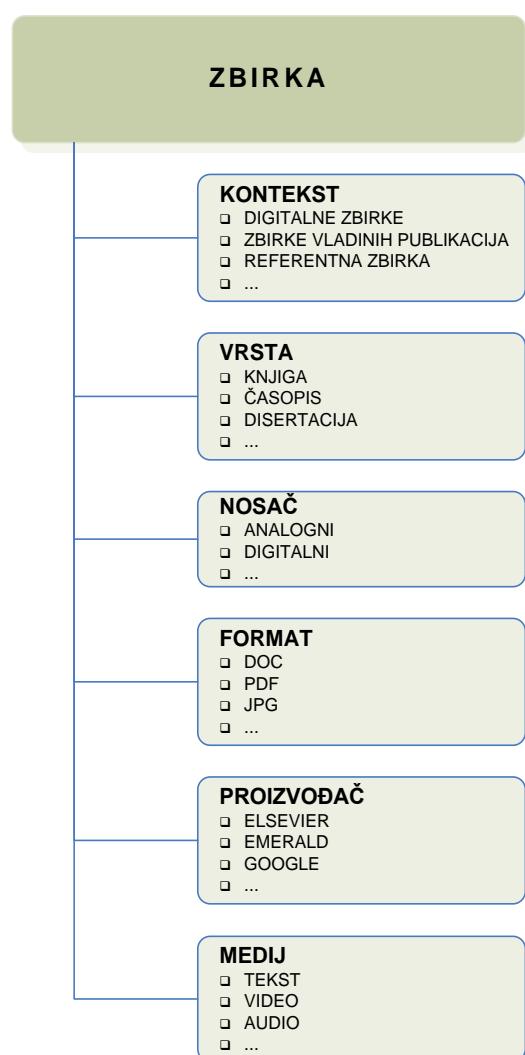 ZBIRKA
KONTEKST
❑ DIGITALNE ZBIRKE
❑ ZBIRKE VLADINIH PUBLIKACIJA
❑ REFERENTNA ZBIRKA
❑ ...
VRSTA
❑ KNJIGA
❑ ČASOPIS
❑ DISERTACIJA
❑ ...
NOSAČ
❑ ANALOGNI
❑ DIGITALNI
❑ ...
FORMAT
❑ DOC
❑ PDF
❑ JPG
❑ ...
PROIZVOĐAČ
❑ ELSEVIER
❑ EMERALD
❑ GOOGLE
❑ ...
MEDIJ
❑ TEKST
❑ VIDEO
❑ AUDIO
❑ ...